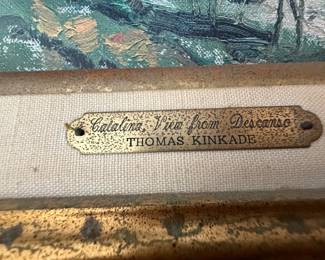 Catalina, View from Descanso
THOMAS KINKADE